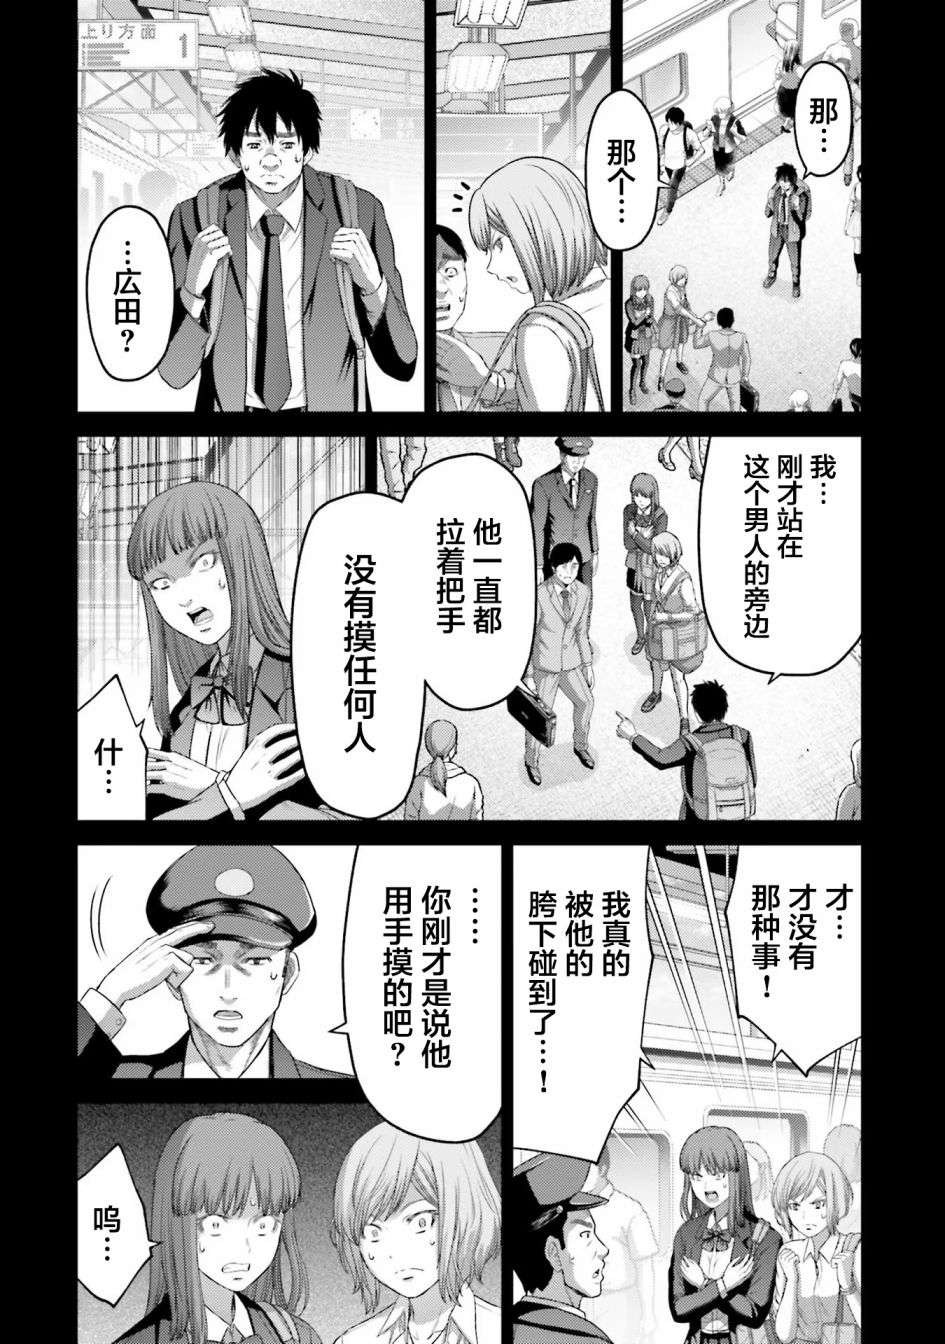 那…
那个…
上り方面
1
2
…広田?
我…
刚才站在
这个男人的旁边
他一直都
拉着把手
没有摸任何人
什…
才…
才没有
那种事!
我真的
被他的
胯下碰到了…!
……
你刚才是说他
用手摸的吧?
呜…